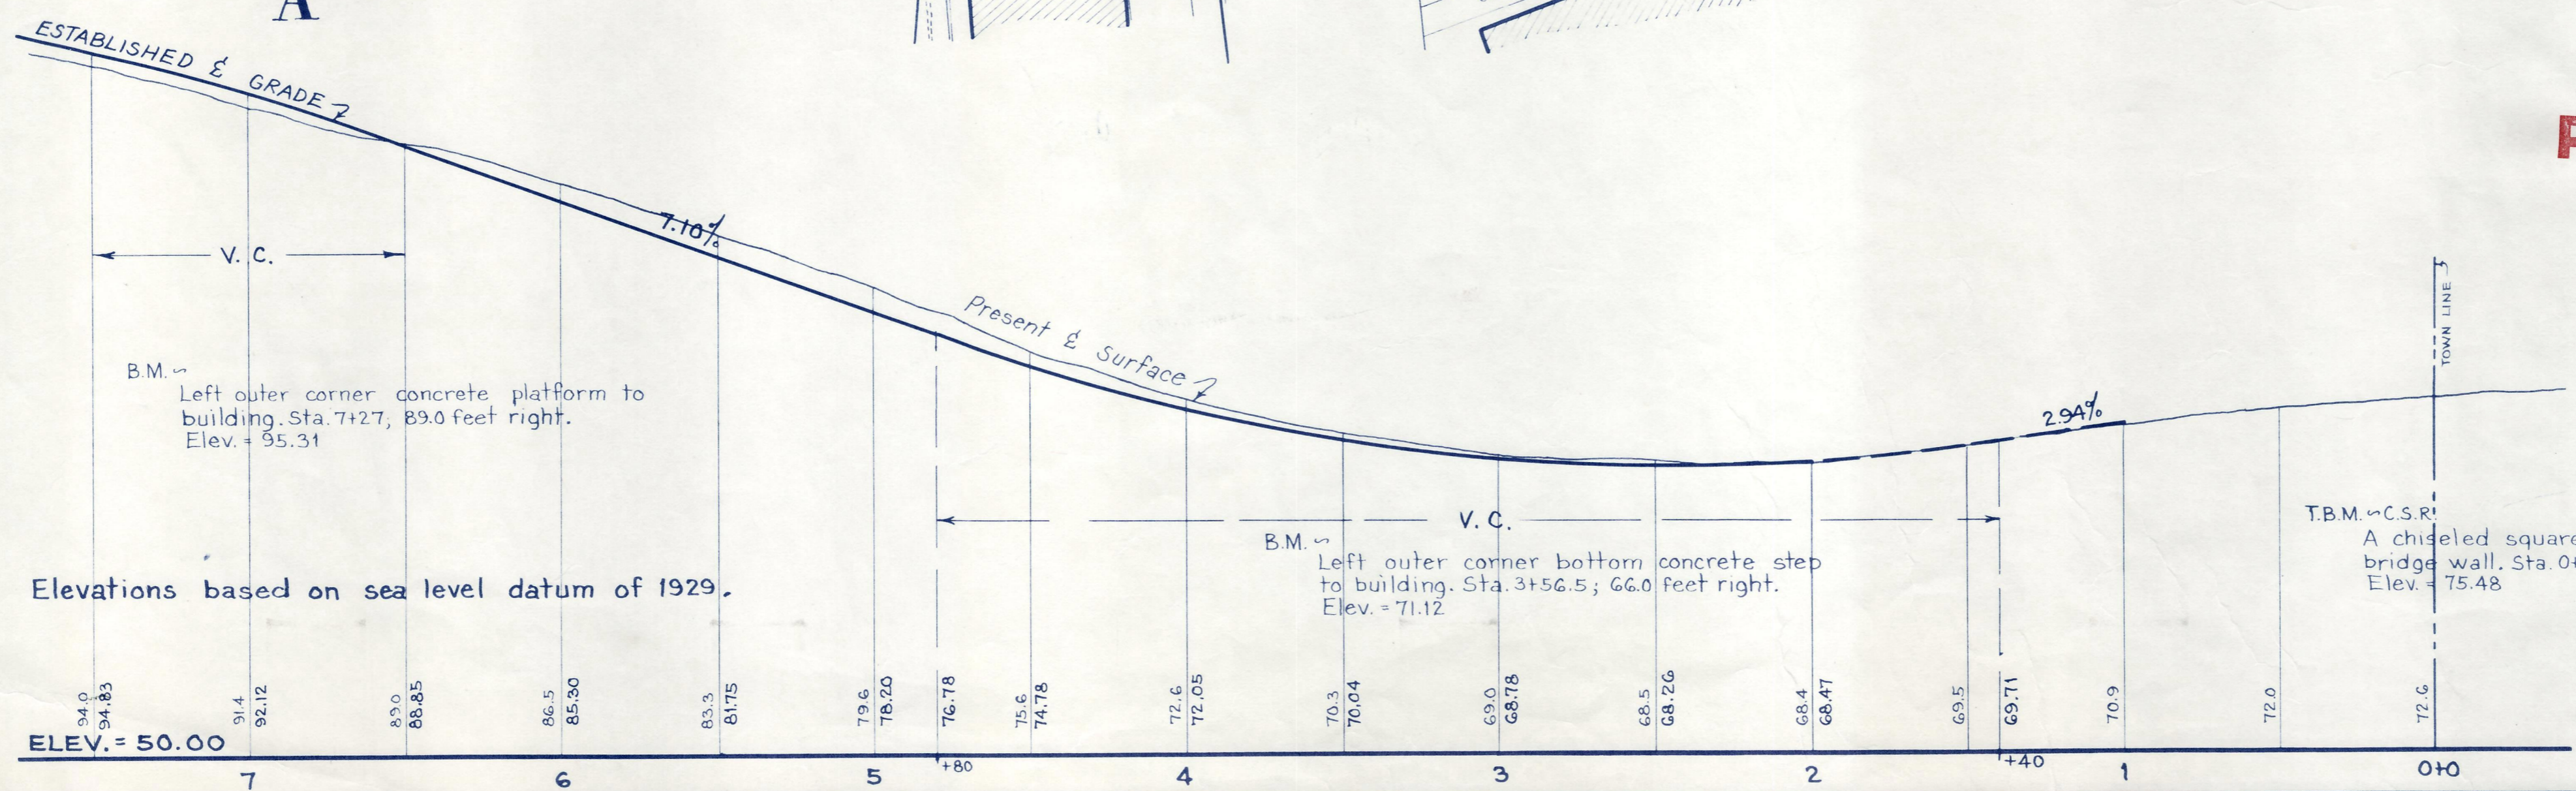 A
ESTABLISHED ℄ GRADE
7.10%
V. C.
Present ℄ Surface
TOWN LINE
2.94%
B.M.~
Left outer corner concrete platform to
building. Sta. 7+27; 89.0 feet right.
Elev. = 95.31
V. C.
B.M.~
Left outer corner bottom concrete step
to building. Sta. 3+56.5; 66.0 feet right.
Elev. = 71.12
T.B.M.~C.S.R.
A chiseled square
bridge wall. Sta. 0+
Elev. = 75.48
Elevations based on sea level datum of 1929.
94.0
94.83
91.4
92.12
89.0
88.85
86.5
85.30
83.3
81.75
79.6
78.20
76.78
75.6
74.78
72.6
72.05
70.3
70.04
69.0
68.78
68.5
68.26
68.4
68.47
69.5
69.71
70.9
72.0
72.6
ELEV. = 50.00
7 6 5 +80 4 3 2 +40 1 0+0